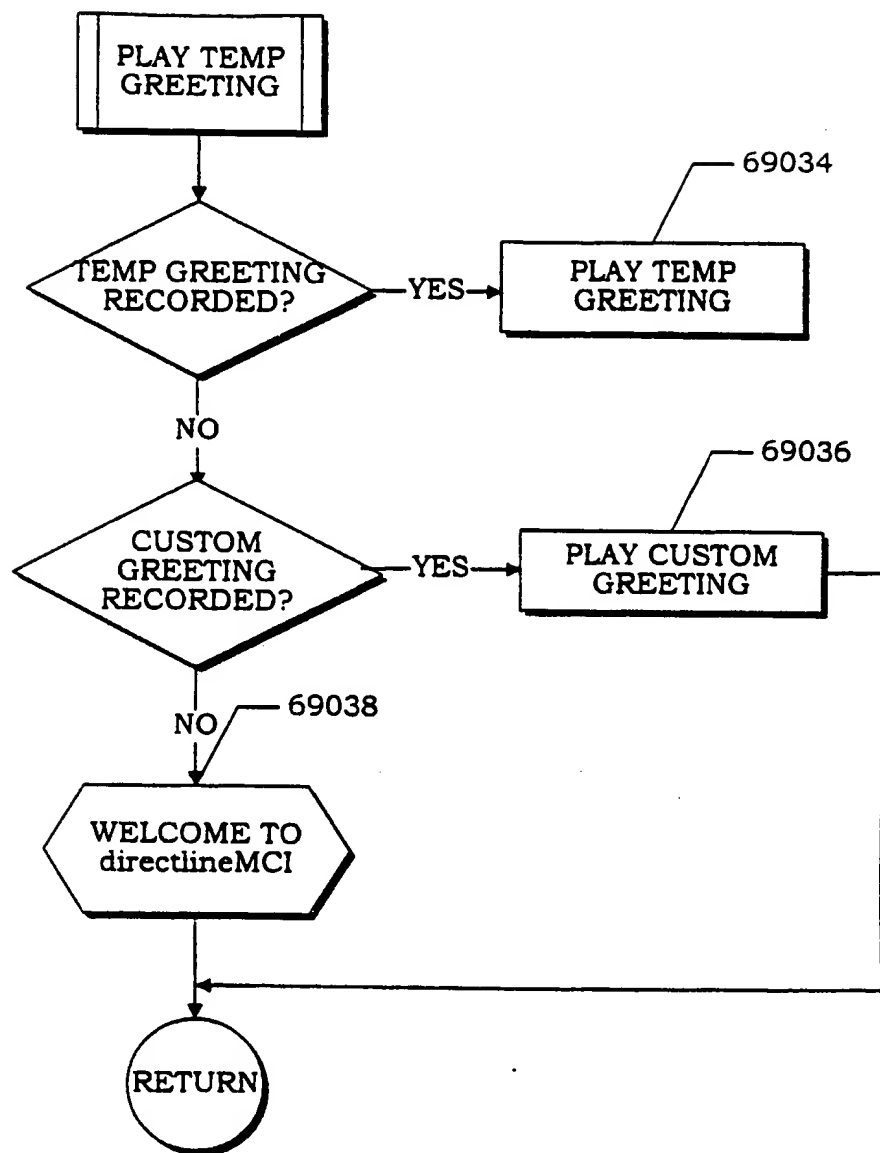 PLAY TEMP
GREETING
69034
TEMP GREETING
RECORDED?
YES
PLAY TEMP
GREETING
NO
69036
CUSTOM
GREETING
RECORDED?
YES
PLAY CUSTOM
GREETING
NO
69038
WELCOME TO
directlineMCI
RETURN